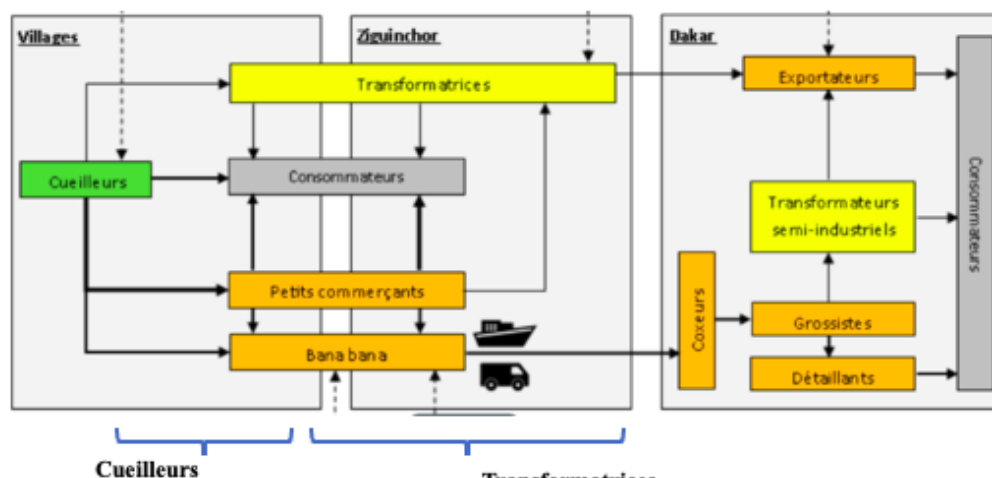 Villages
Ziguinchor
Dakar
Transformatrices
Exportateurs
Cueilleurs
Consommateurs
Consommateurs
Transformateurs
semi-industriels
Petits commerçants
Coxeurs
Grossistes
Bana bana
Détaillants
Cueilleurs
Transformatrices